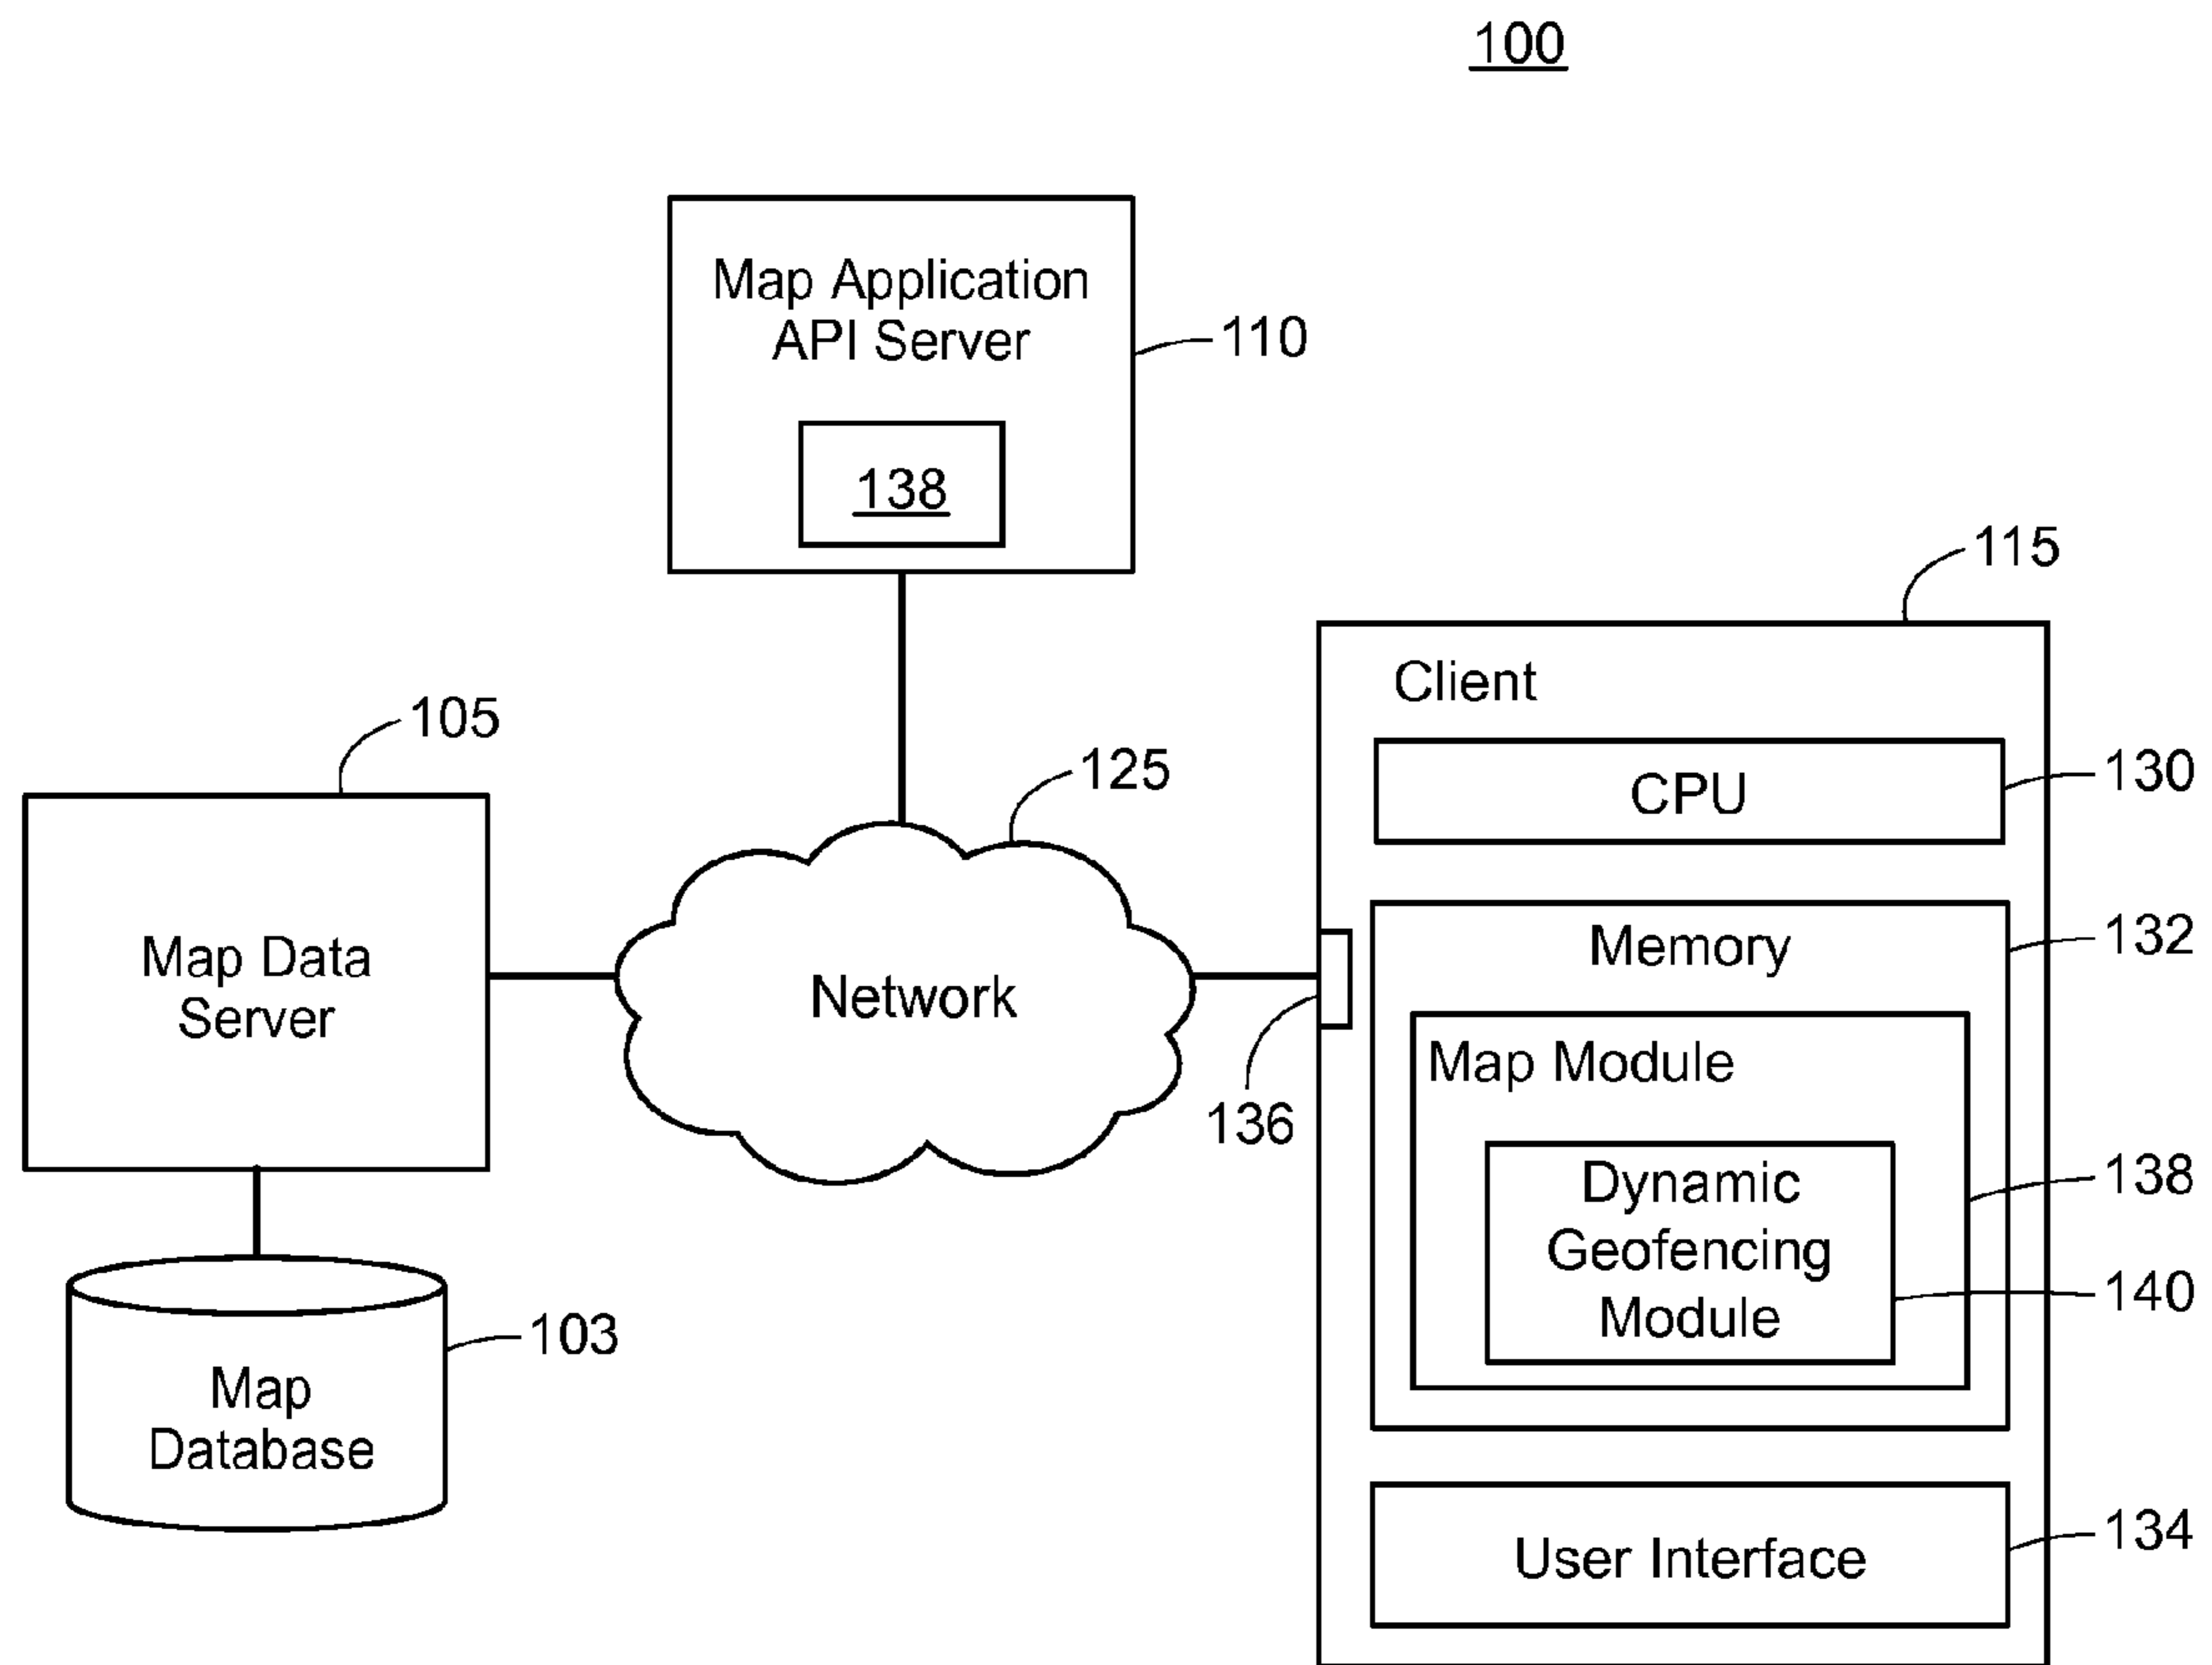 100
Map Application
API Server
110
138
115
Client
105
125
CPU
130
Memory
132
Map Data
Server
Network
Map Module
136
Dynamic
Geofencing
Module
138
140
103
Map
Database
User Interface
134